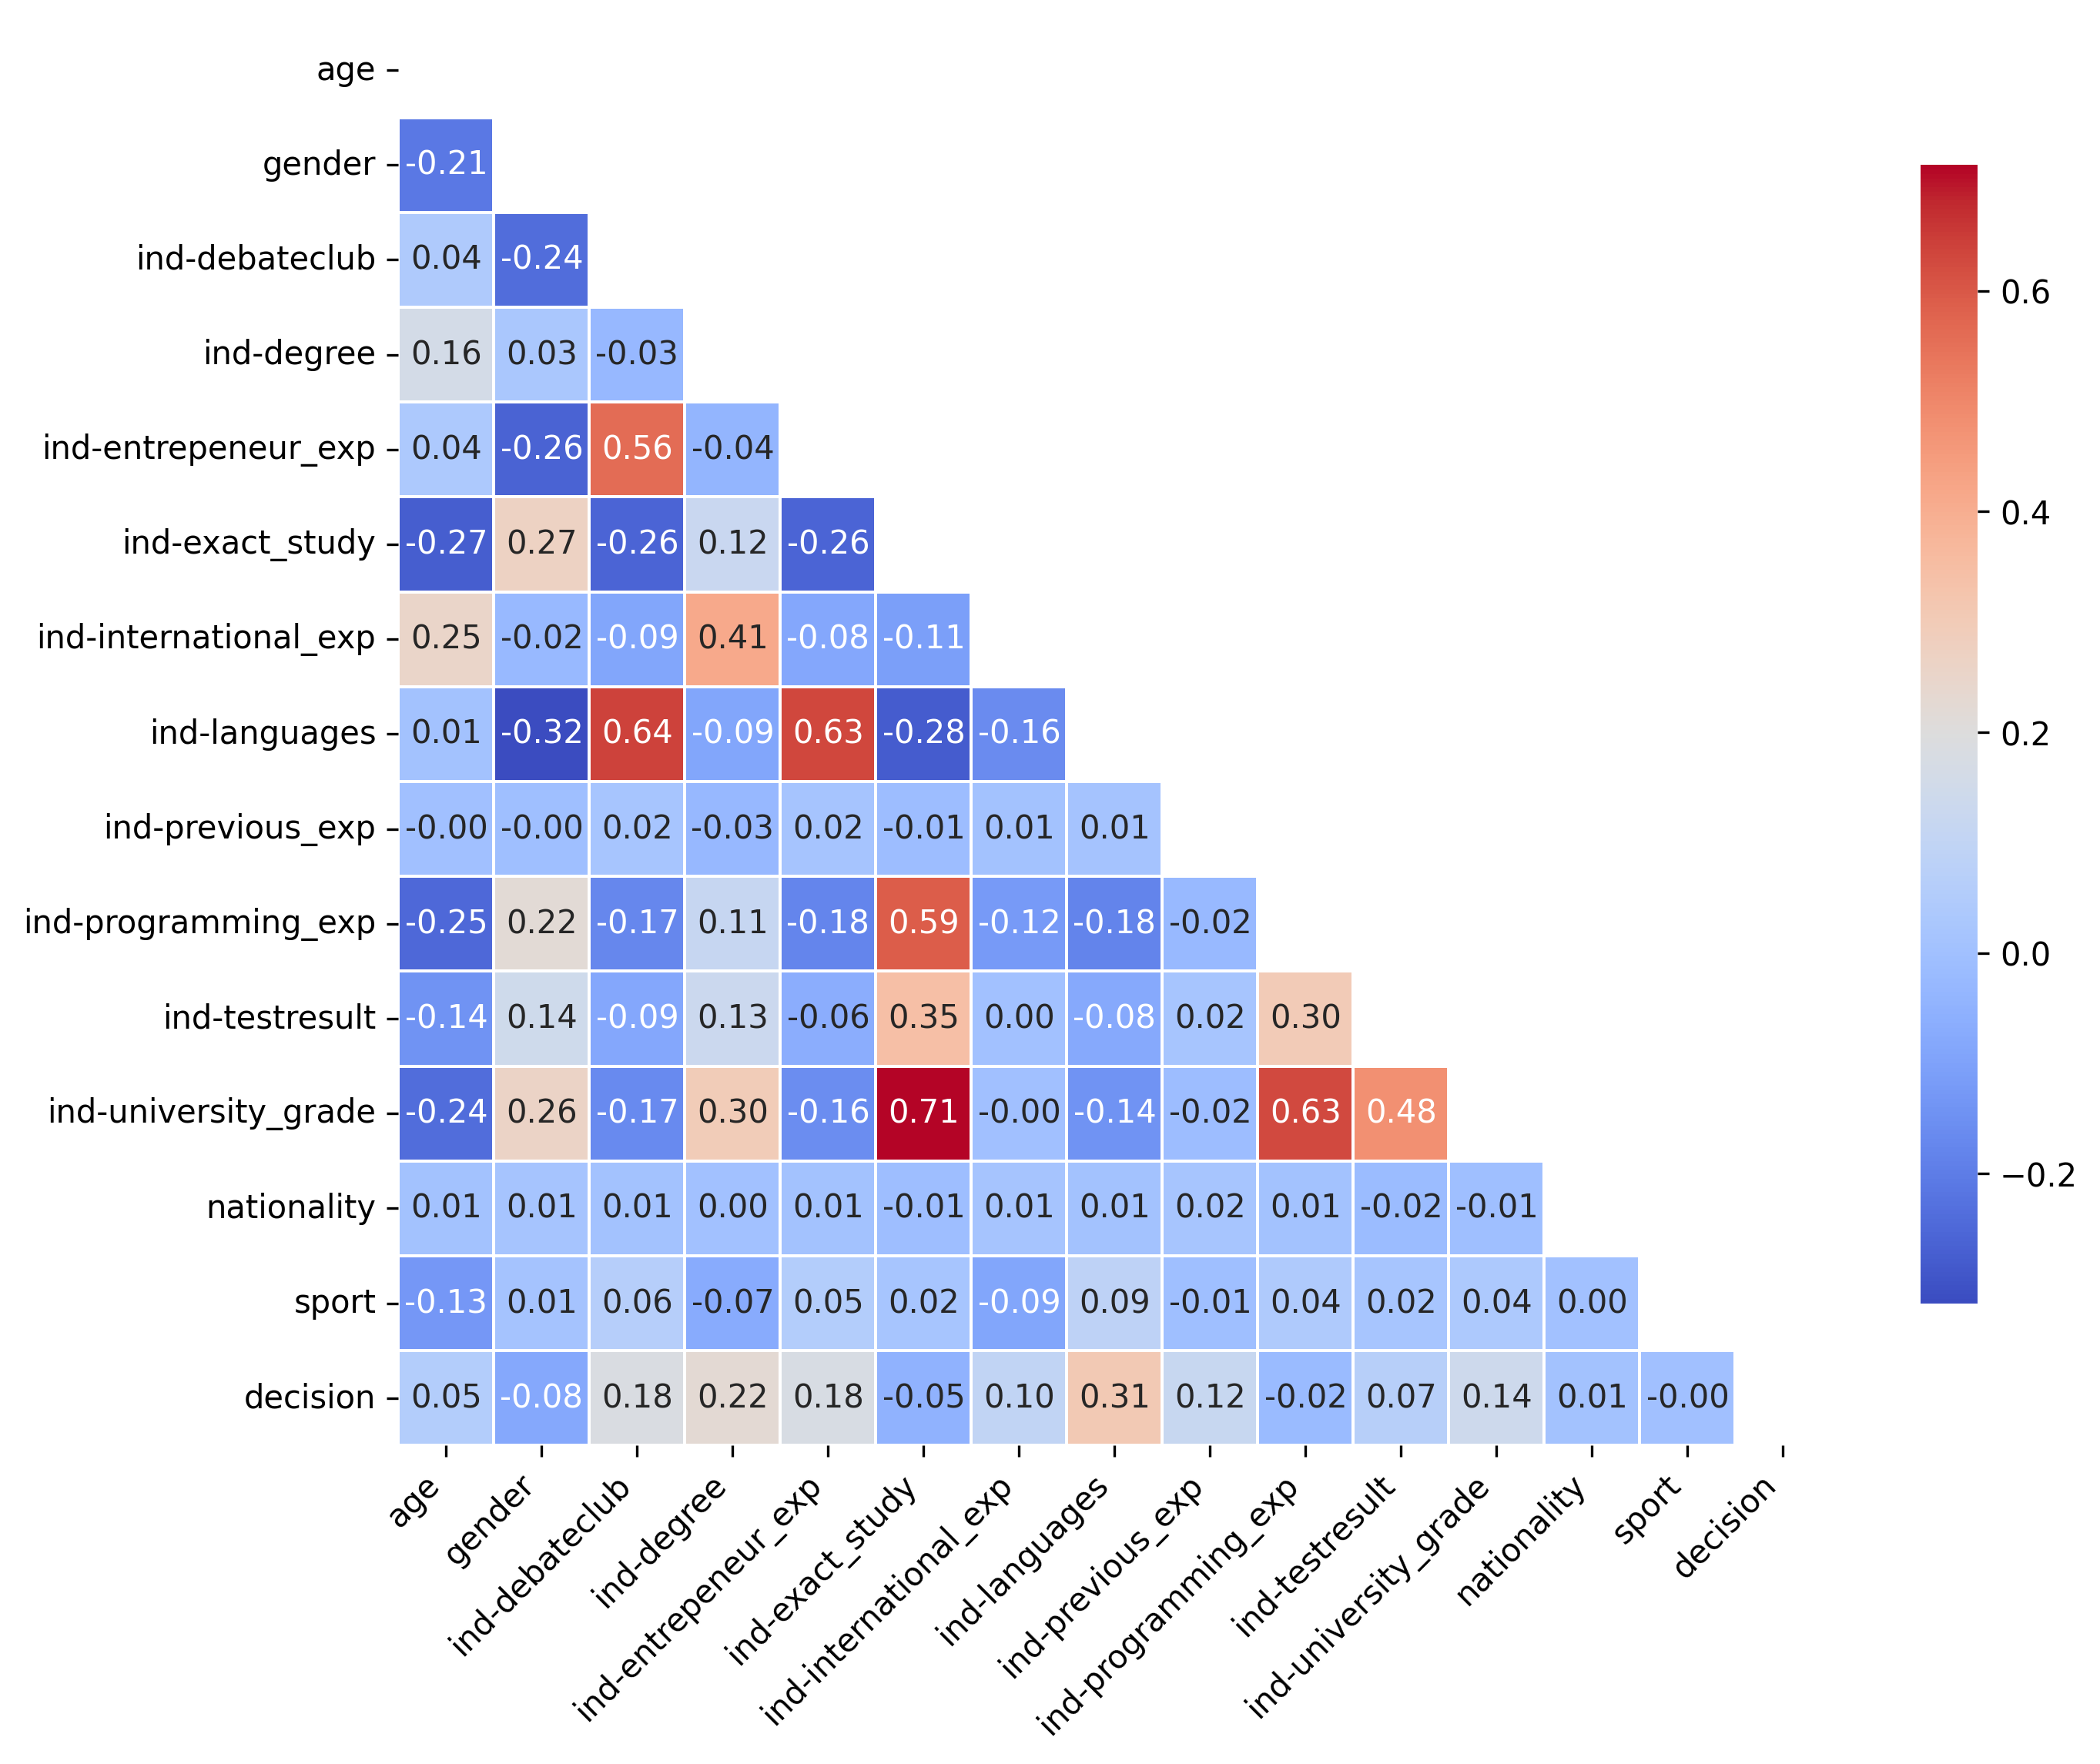 age
gender -0.21
ind-debateclub 0.04 -0.24
ind-degree 0.16 0.03 -0.03
ind-entrepeneur_exp 0.04 -0.26 0.56 -0.04
ind-exact_study -0.27 0.27 -0.26 0.12 -0.26
ind-international_exp 0.25 -0.02 -0.09 0.41 -0.08 -0.11
ind-languages 0.01 -0.32 0.64 -0.09 0.63 -0.28 -0.16
ind-previous_exp -0.00 -0.00 0.02 -0.03 0.02 -0.01 0.01 0.01
ind-programming_exp -0.25 0.22 -0.17 0.11 -0.18 0.59 -0.12 -0.18 -0.02
ind-testresult -0.14 0.14 -0.09 0.13 -0.06 0.35 0.00 -0.08 0.02 0.30
ind-university_grade -0.24 0.26 -0.17 0.30 -0.16 0.71 -0.00 -0.14 -0.02 0.63 0.48
nationality 0.01 0.01 0.01 0.00 0.01 -0.01 0.01 0.01 0.02 0.01 -0.02 -0.01
sport -0.13 0.01 0.06 -0.07 0.05 0.02 -0.09 0.09 -0.01 0.04 0.02 0.04 0.00
decision 0.05 -0.08 0.18 0.22 0.18 -0.05 0.10 0.31 0.12 -0.02 0.07 0.14 0.01 -0.00
age
gender
ind-debateclub
ind-degree
ind-entrepeneur_exp
ind-exact_study
ind-international_exp
ind-languages
ind-previous_exp
ind-programming_exp
ind-testresult
ind-university_grade
nationality
sport
decision
0.6
0.4
0.2
0.0
−0.2